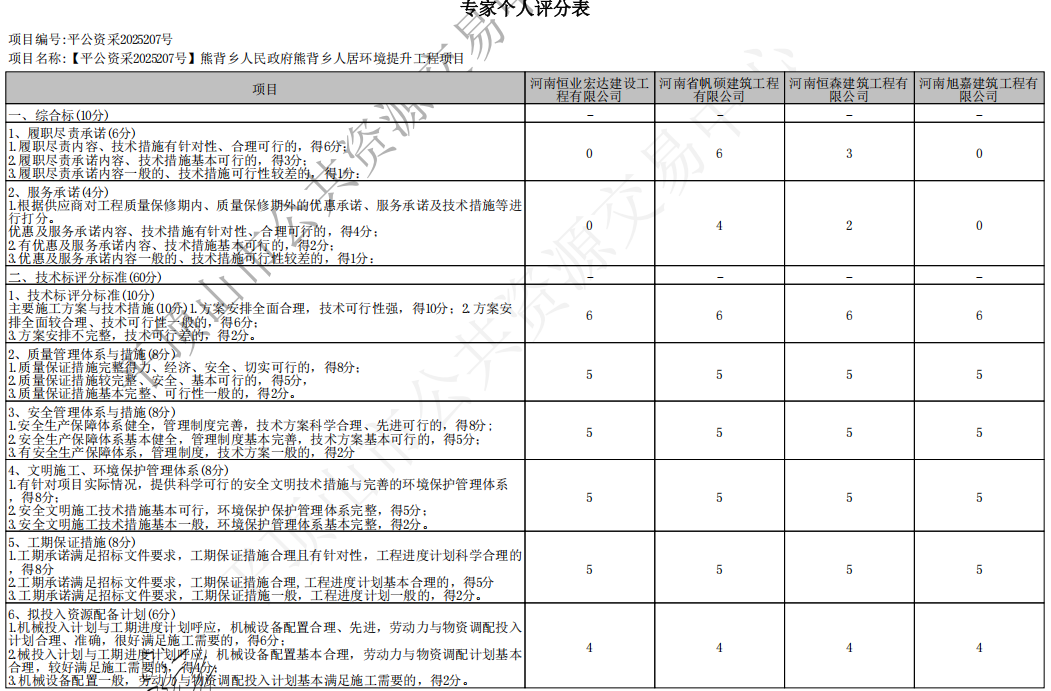 专家个人评分表
项目编号:平公资采2025207号
项目名称:【平公资采2025207号】熊背乡人民政府熊背乡人居环境提升工程项目
项目 河南恒业宏达建设工程有限公司 河南省帆硕建筑工程有限公司 河南恒森建筑工程有限公司 河南旭嘉建筑工程有限公司
一、综合标(10分) - - - -
1、履职尽责承诺(6分)
1.履职尽责内容、技术措施有针对性、合理可行的，得6分;
2.履职尽责承诺内容、技术措施基本可行的，得3分;
3.履职尽责承诺内容一般的、技术措施可行性较差的，得1分:
0 6 3 0
2、服务承诺(4分)
1.根据供应商对工程质量保修期内、质量保修期外的优惠承诺、服务承诺及技术措施等进
行打分。
优惠及服务承诺内容、技术措施有针对性、合理可行的，得4分;
2.有优惠及服务承诺内容、技术措施基本可行的，得2分;
3.优惠及服务承诺内容一般的、技术措施可行性较差的，得1分:
0 4 2 0
二、技术标评分标准(60分) - - - -
1、技术标评分标准(10分)
主要施工方案与技术措施(10分)1.方案安排全面合理，技术可行性强，得10分；2.方案安
排全面较合理、技术可行性一般的，得6分;
3.方案安排不完整，技术可行差的，得2分。
6 6 6 6
2、质量管理体系与措施(8分)
1.质量保证措施完整得力、经济、安全、切实可行的，得8分;
2.质量保证措施较完整、安全、基本可行的，得5分，
3.质量保证措施基本完整、可行性一般的，得2分。
5 5 5 5
3、安全管理体系与措施(8分)
1.安全生产保障体系健全，管理制度完善，技术方案科学合理、先进可行的，得8分;
2.安全生产保障体系基本健全，管理制度基本完善，技术方案基本可行的，得5分;
3.有安全生产保障体系，管理制度，技术方案一般的，得2分
5 5 5 5
4、文明施工、环境保护管理体系(8分)
1.有针对项目实际情况，提供科学可行的安全文明技术措施与完善的环境保护管理体系
，得8分;
2.安全文明施工技术措施基本可行，环境保护保护管理体系完整，得5分;
3.安全文明施工技术措施基本一般，环境保护管理体系基本完整，得2分。
5 5 5 5
5、工期保证措施(8分)
1.工期承诺满足招标文件要求，工期保证措施合理且有针对性，工程进度计划科学合理的
，得8分
2.工期承诺满足招标文件要求，工期保证措施合理,工程进度计划基本合理的，得5分
3.工期承诺满足招标文件要求，工期保证措施一般，工程进度计划一般的，得2分。
5 5 5 5
6、拟投入资源配备计划(6分)
1.机械投入计划与工期进度计划呼应，机械设备配置合理、先进，劳动力与物资调配投入
计划合理、准确，很好满足施工需要的，得6分;
2.械投入计划与工期进度计划呼应，机械设备配置基本合理，劳动力与物资调配计划基本
合理，较好满足施工需要的，得4分;
3.机械设备配置一般，劳动力与物资调配投入计划基本满足施工需要的，得2分。
4 4 4 4
平顶山市公共资源交易中心
平顶山市公共资源交易中心